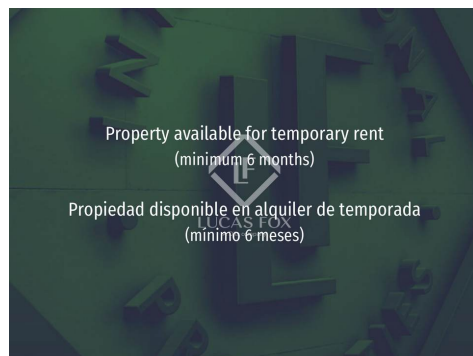 Property available for temporary rent
(minimum 6 months)
LF
Propiedad disponible en alquiler de temporada
LUCAS FOX
(mínimo 6 meses)